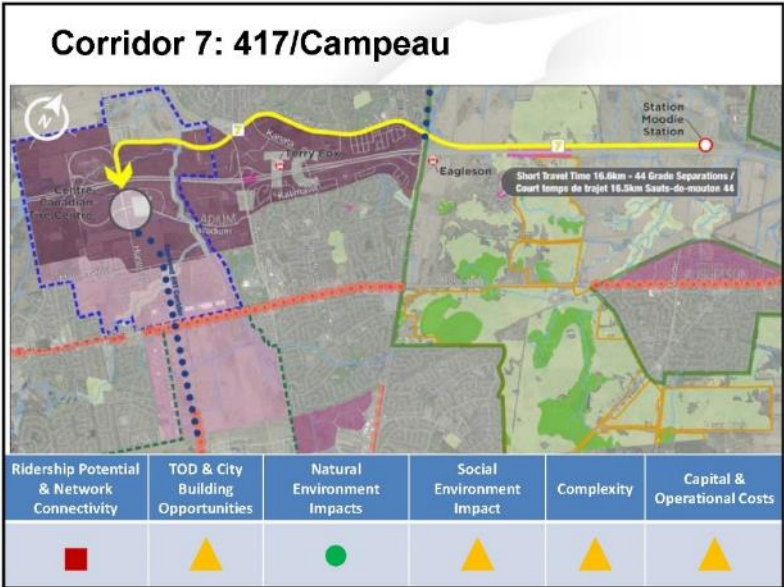 Corridor 7: 417/Campeau
Station
Moodie
Station
7
7
Kanata
Terry Fox
Eagleson
Short Travel Time 16.6km - 44 Grade Separations /
Court temps de trajet 16.5km Sauts-de-mouton 44
Centre
Canadian
Tire Centre
Ridership Potential
& Network
Connectivity
TOD & City
Building
Opportunities
Natural
Environment
Impacts
Social
Environment
Impact
Complexity
Capital &
Operational Costs